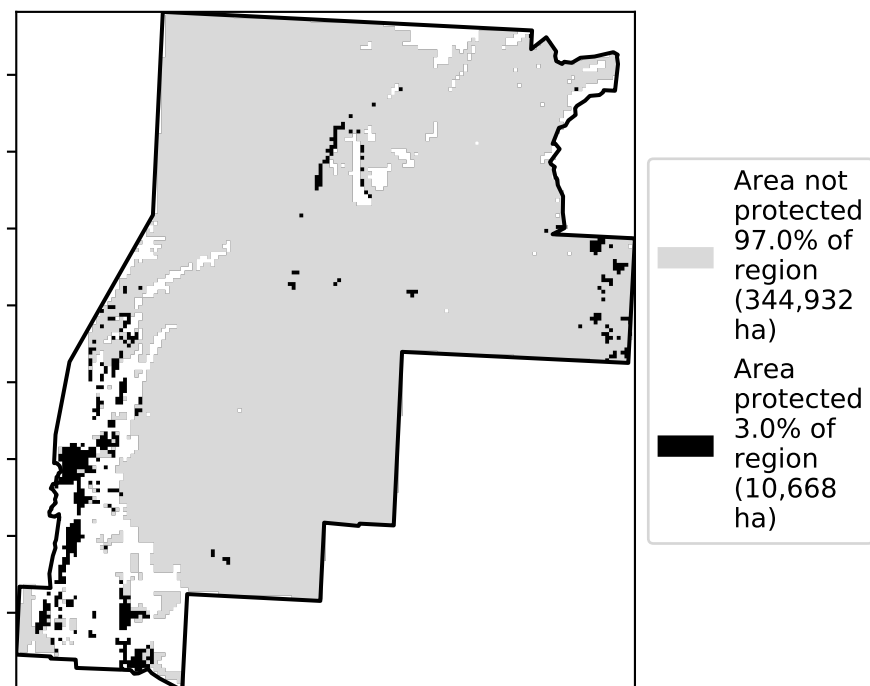 Area not
protected
97.0% of
region
(344,932
ha)
Area
protected
3.0% of
region
(10,668
ha)